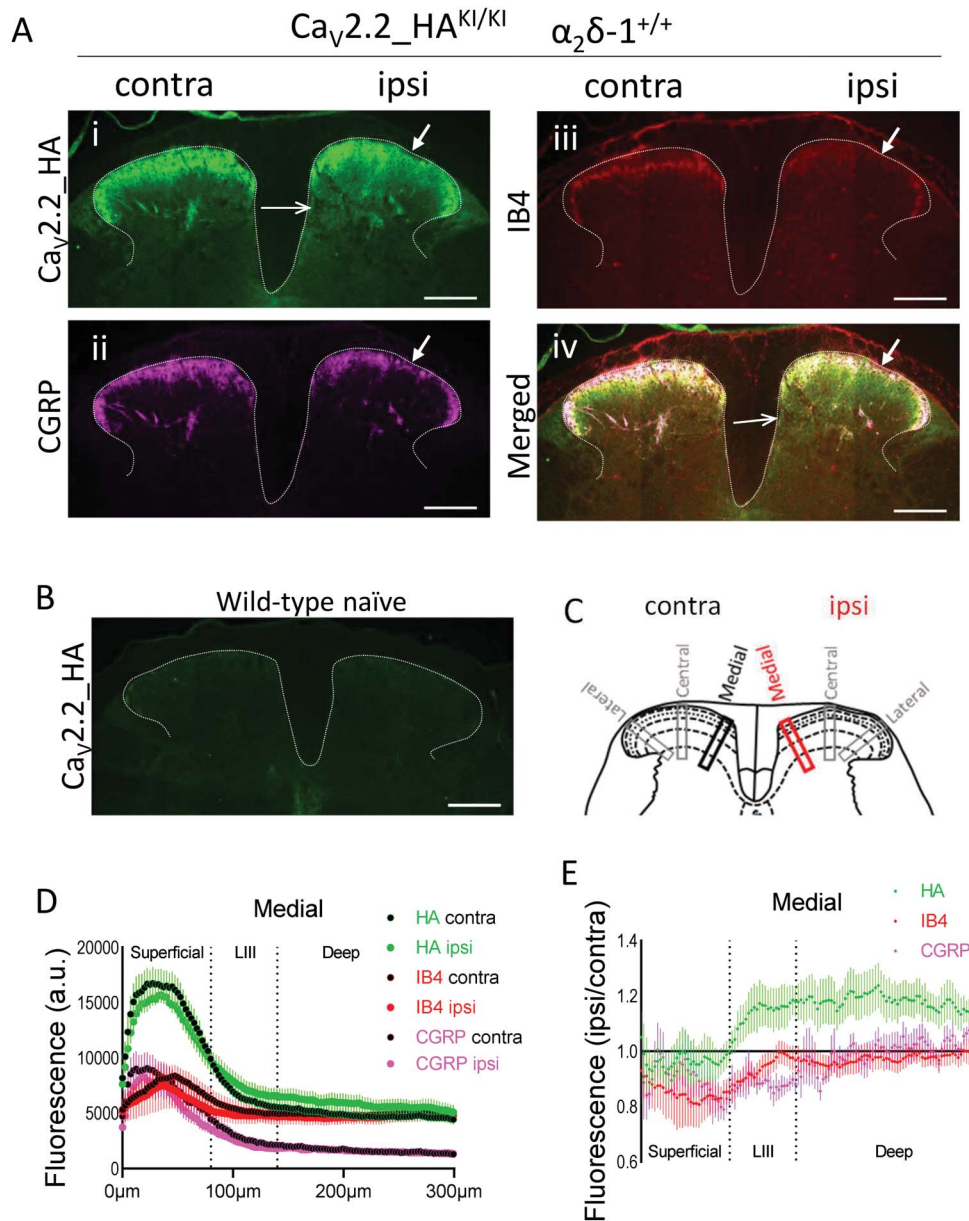 A
CaV2.2_HAKI/KI α2δ-1+/+
contra ipsi contra ipsi
i
CaV2.2_HA
iii
IB4
ii
CGRP
iv
Merged
B
Wild-type naïve
CaV2.2_HA
C
contra ipsi
Lateral Central Medial Medial Central Lateral
D
Medial
Superficial LIII Deep
HA contra
HA ipsi
IB4 contra
IB4 ipsi
CGRP contra
CGRP ipsi
Fluorescence (a.u.)
20000
15000
10000
5000
0
0µm 100µm 200µm 300µm
E
Medial
HA
IB4
CGRP
Fluorescence (ipsi/contra)
1.4
1.2
1.0
0.8
0.6
Superficial LIII Deep